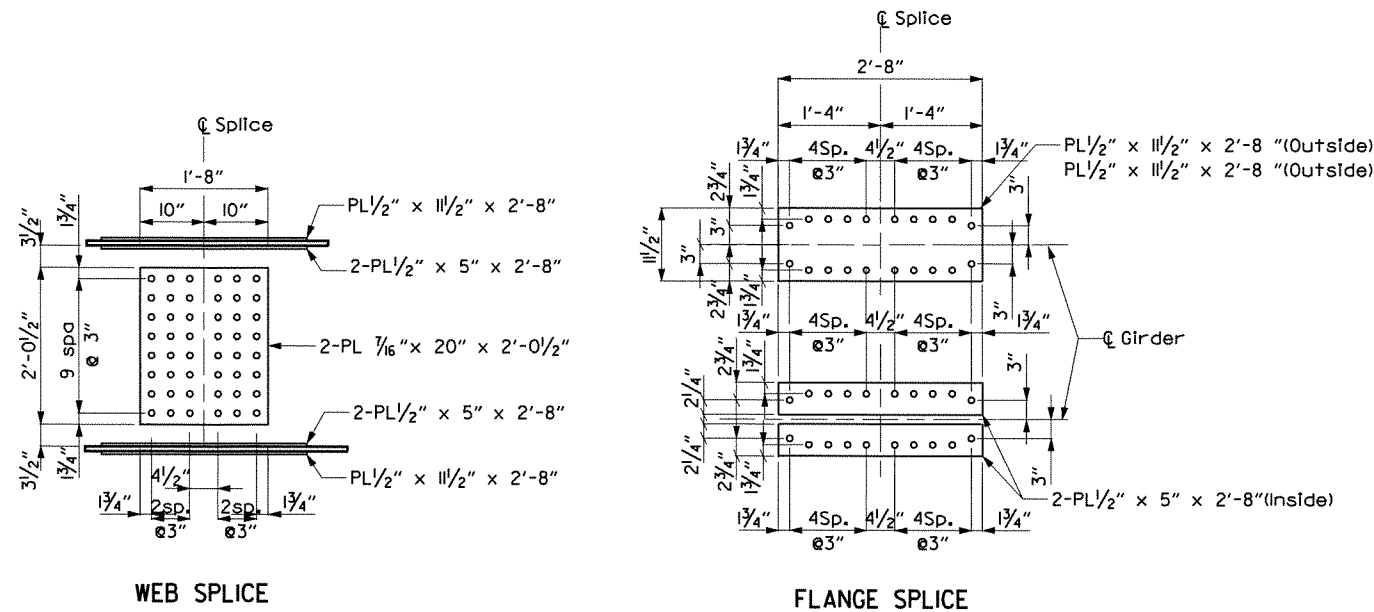 ℄ Splice
1'-8"
10" 10"
3½"
1¾"
2'-0½"
9 spa
@ 3"
3½"
1¾"
4½"
1¾" 2sp. 2sp. 1¾"
@3" @3"
PL½" x 11½" x 2'-8"
2-PL½" x 5" x 2'-8"
2-PL 7/16" x 20" x 2'-0½"
2-PL½" x 5" x 2'-8"
PL½" x 11½" x 2'-8"
WEB SPLICE
℄ Splice
2'-8"
1'-4" 1'-4"
1¾" 4Sp. 4½" 4Sp. 1¾"
@3" @3"
PL½" x 11½" x 2'-8 "(Outside)
PL½" x 11½" x 2'-8 "(Outside)
2¾"
1¾"
3"
11½"
3"
3"
2¾"
1¾"
3"
1¾" 4Sp. 4½" 4Sp. 1¾"
@3" @3"
℄ Girder
2¾"
1¾"
3"
2¼"
2¼"
2¾"
1¾"
3"
2-PL½" x 5" x 2'-8"(Inside)
1¾" 4Sp. 4½" 4Sp. 1¾"
@3" @3"
FLANGE SPLICE